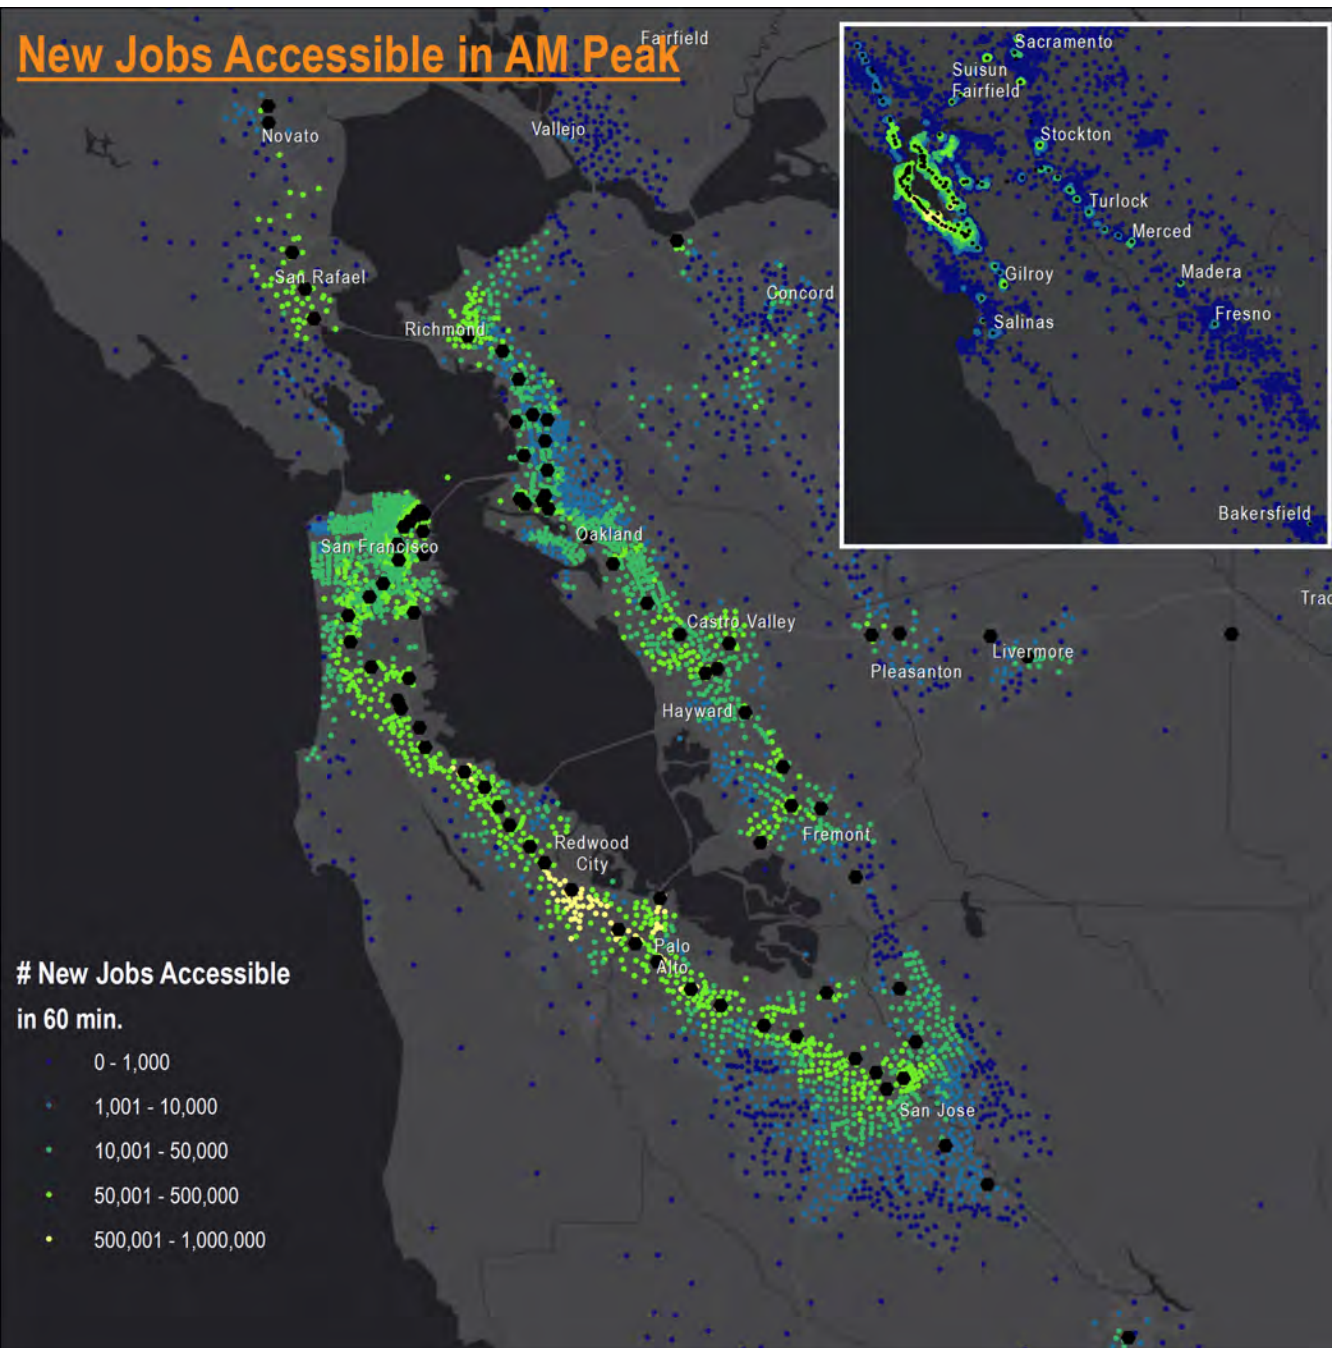 New Jobs Accessible in AM Peak
Fairfield
Vallejo
Novato
San Rafael
Richmond
Concord
San Francisco
Oakland
Castro Valley
Pleasanton
Livermore
Trac
Hayward
Fremont
Redwood
City
Palo
Alto
San Jose
Sacramento
Suisun
Fairfield
Stockton
Turlock
Merced
Gilroy
Madera
Salinas
Fresno
Bakersfield
# New Jobs Accessible
in 60 min.
0 - 1,000
1,001 - 10,000
10,001 - 50,000
50,001 - 500,000
500,001 - 1,000,000